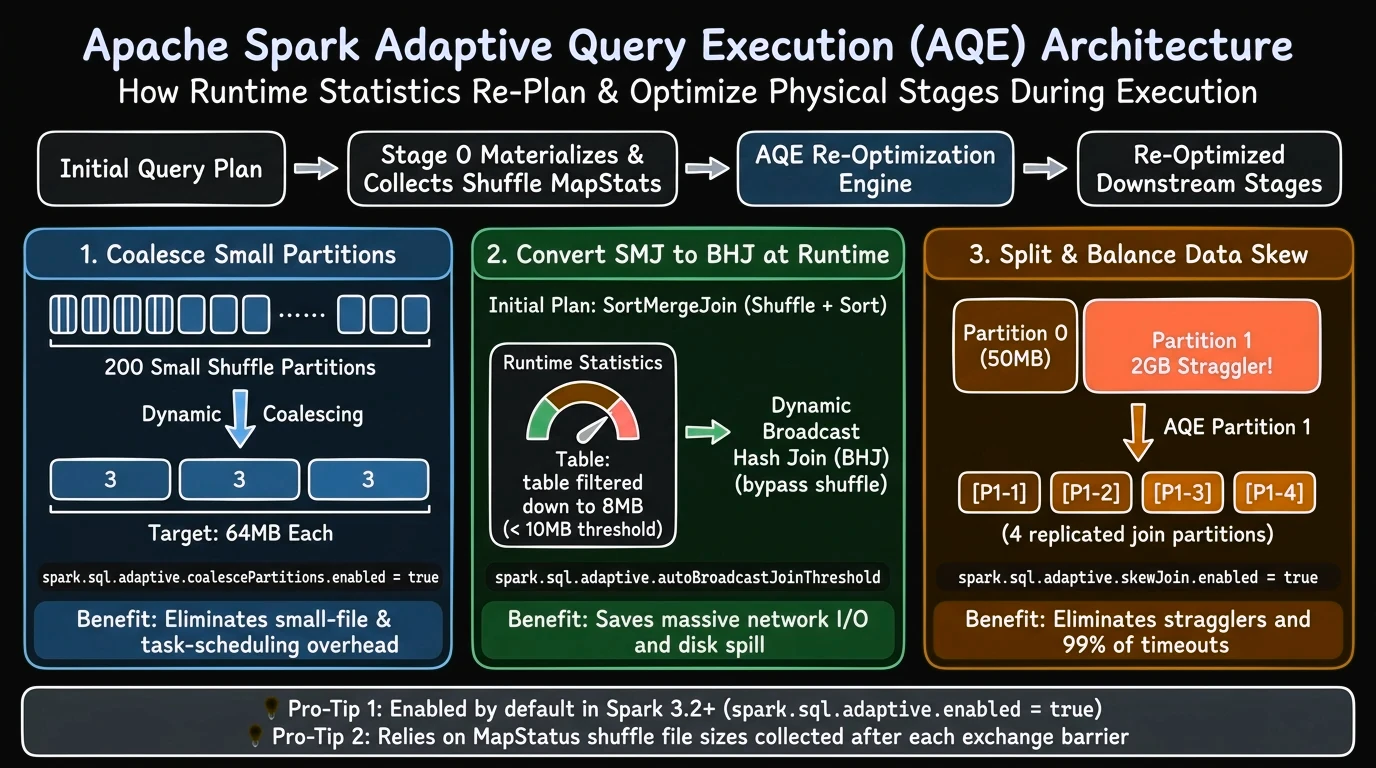 Apache Spark Adaptive Query Execution (AQE) Architecture
How Runtime Statistics Re-Plan & Optimize Physical Stages During Execution
Initial Query Plan
Stage 0 Materializes &
Collects Shuffle MapStats
AQE Re-Optimization
Engine
Re-Optimized
Downstream Stages
1. Coalesce Small Partitions
......
200 Small Shuffle Partitions
Dynamic Coalescing
3 3 3
Target: 64MB Each
spark.sql.adaptive.coalescePartitions.enabled = true
Benefit: Eliminates small-file &
task-scheduling overhead
2. Convert SMJ to BHJ at Runtime
Initial Plan: SortMergeJoin (Shuffle + Sort)
Runtime Statistics
Table:
table filtered
down to 8MB
(< 10MB threshold)
Dynamic
Broadcast
Hash Join (BHJ)
(bypass shuffle)
spark.sql.adaptive.autoBroadcastJoinThreshold
Benefit: Saves massive network I/O
and disk spill
3. Split & Balance Data Skew
Partition 0
(50MB)
Partition 1
2GB Straggler!
AQE Partition 1
[P1-1] [P1-2] [P1-3] [P1-4]
(4 replicated join partitions)
spark.sql.adaptive.skewJoin.enabled = true
Benefit: Eliminates stragglers and
99% of timeouts
Pro-Tip 1: Enabled by default in Spark 3.2+ (spark.sql.adaptive.enabled = true)
Pro-Tip 2: Relies on MapStatus shuffle file sizes collected after each exchange barrier